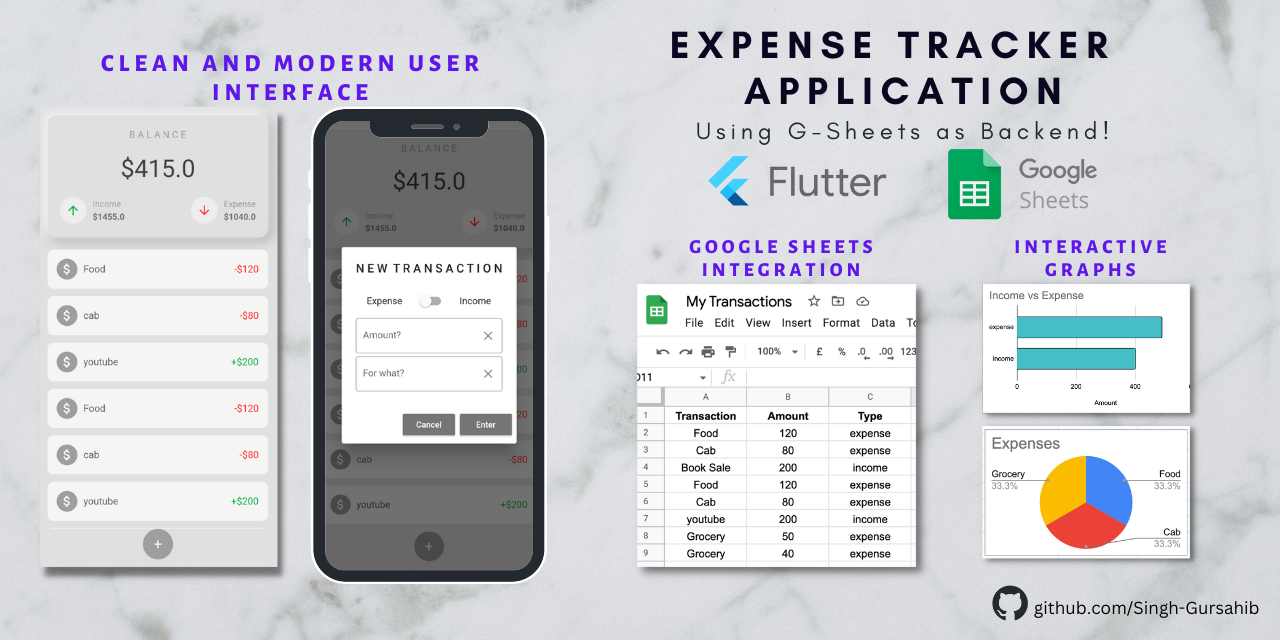 CLEAN AND MODERN USER
INTERFACE
BALANCE
$415.0
Income
$1455.0
Expense
$1040.0
$ Food -$120
$ cab -$80
$ youtube +$200
$ Food -$120
$ cab -$80
$ youtube +$200
+
BALANCE
$415.0
Income
$1455.0
Expense
$1040.0
NEW TRANSACTION
Expense Income
Amount?
For what?
Cancel Enter
20
80
00
20
$ cab -$80
$ youtube +$200
+
EXPENSE TRACKER
APPLICATION
Using G-Sheets as Backend!
Flutter
Google
Sheets
GOOGLE SHEETS
INTEGRATION
My Transactions
File Edit View Insert Format Data To
100% £ % .0 .00 123
D11 fx
A B C
1 Transaction Amount Type
2 Food 120 expense
3 Cab 80 expense
4 Book Sale 200 income
5 Food 120 expense
6 Cab 80 expense
7 youtube 200 income
8 Grocery 50 expense
9 Grocery 40 expense
INTERACTIVE
GRAPHS
Income vs Expense
expense
income
0 200 400
Amount
Expenses
Grocery
33.3%
Food
33.3%
Cab
33.3%
github.com/Singh-Gursahib